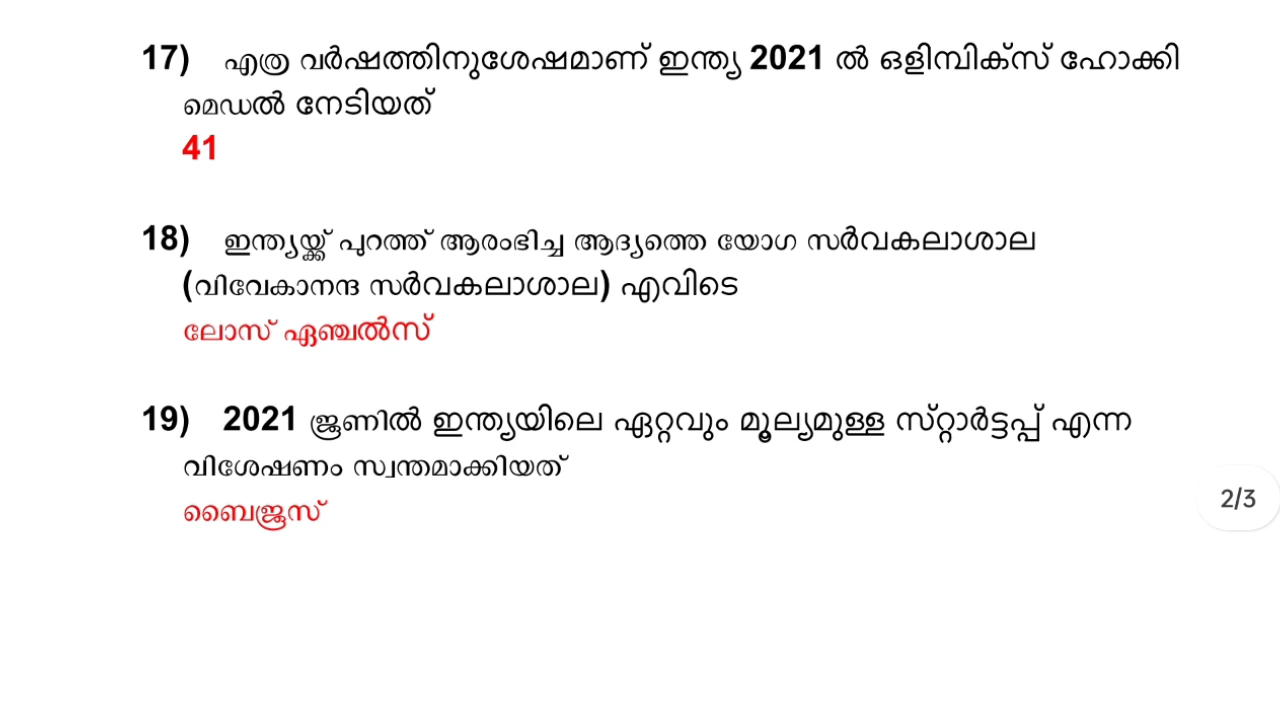 17) എത്ര വർഷത്തിനുശേഷമാണ് ഇന്ത്യ 2021 ൽ ഒളിമ്പിക്സ് ഹോക്കി
മെഡൽ നേടിയത്
41
18) ഇന്ത്യയ്ക്ക് പുറത്ത് ആരംഭിച്ച ആദ്യത്തെ യോഗ സർവകലാശാല
(വിവേകാനന്ദ സർവകലാശാല) എവിടെ
ലോസ് ഏഞ്ചൽസ്
19) 2021 ജൂണിൽ ഇന്ത്യയിലെ ഏറ്റവും മൂല്യമുള്ള സ്റ്റാർട്ടപ്പ് എന്ന
വിശേഷണം സ്വന്തമാക്കിയത്
2/3
ബൈജൂസ്